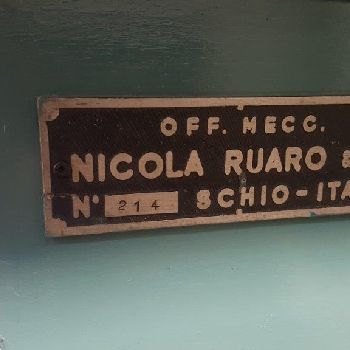 OFF. MECC.
NICOLA RUARO
N° 214 SCHIO-ITA